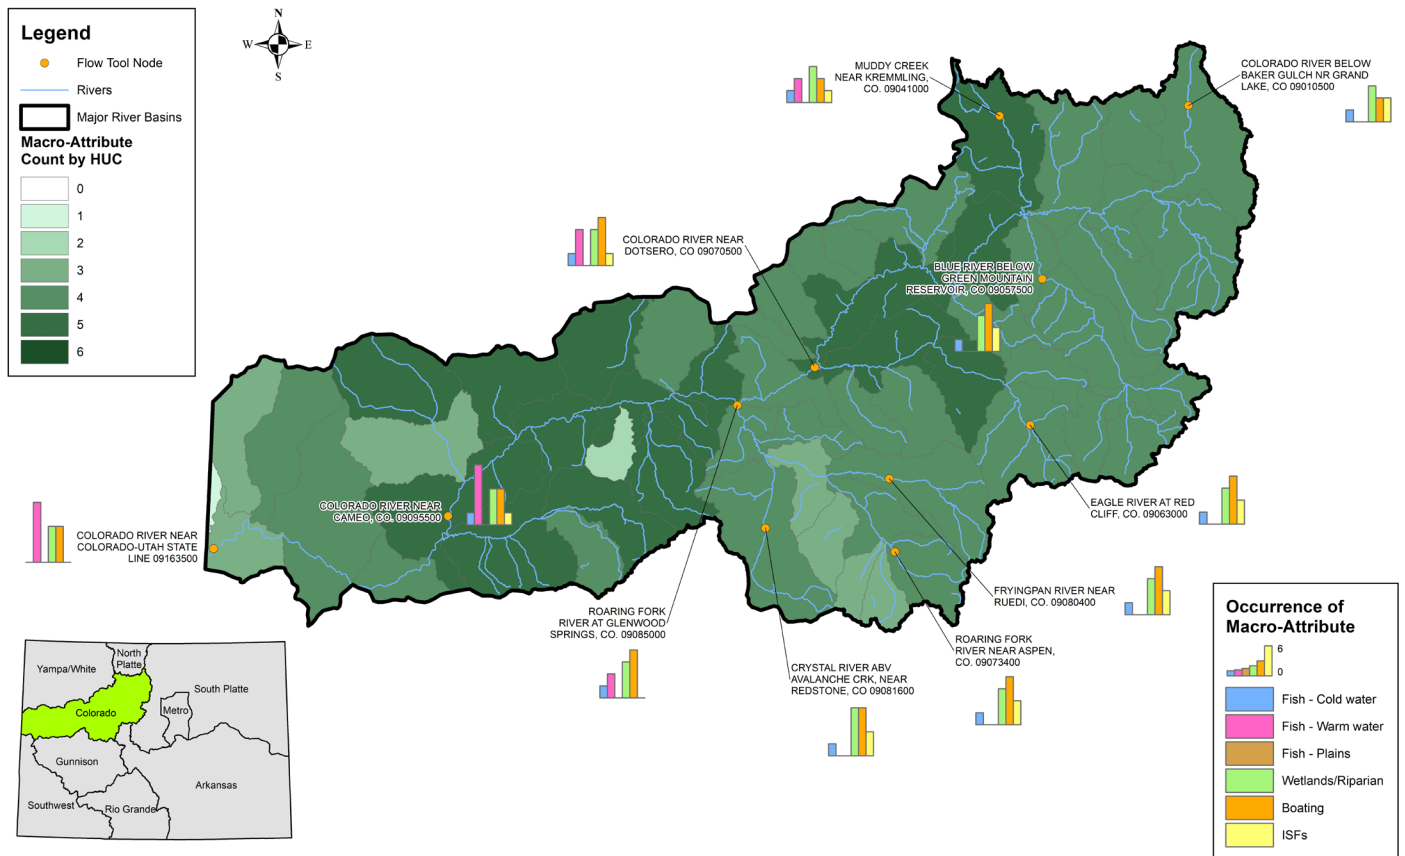 Legend
Flow Tool Node
Rivers
Major River Basins
Macro-Attribute
Count by HUC
0
1
2
3
4
5
6
N
W
E
S
MUDDY CREEK
NEAR KREMMLING,
CO. 09041000
COLORADO RIVER BELOW
BAKER GULCH NR GRAND
LAKE, CO 09010500
COLORADO RIVER NEAR
DOTSERO, CO 09070500
BLUE RIVER BELOW
GREEN MOUNTAIN
RESERVOIR, CO 09057500
COLORADO RIVER NEAR
CAMEO, CO. 09095500
COLORADO RIVER NEAR
COLORADO-UTAH STATE
LINE 09163500
EAGLE RIVER AT RED
CLIFF, CO. 09063000
FRYINGPAN RIVER NEAR
RUEDI, CO. 09080400
ROARING FORK
RIVER AT GLENWOOD
SPRINGS, CO. 09085000
ROARING FORK
RIVER NEAR ASPEN,
CO. 09073400
CRYSTAL RIVER ABV
AVALANCHE CRK, NEAR
REDSTONE, CO 09081600
Yampa/White
North
Platte
South Platte
Metro
Colorado
Gunnison
Arkansas
Southwest
Rio Grande
Occurrence of
Macro-Attribute
6
0
Fish - Cold water
Fish - Warm water
Fish - Plains
Wetlands/Riparian
Boating
ISFs